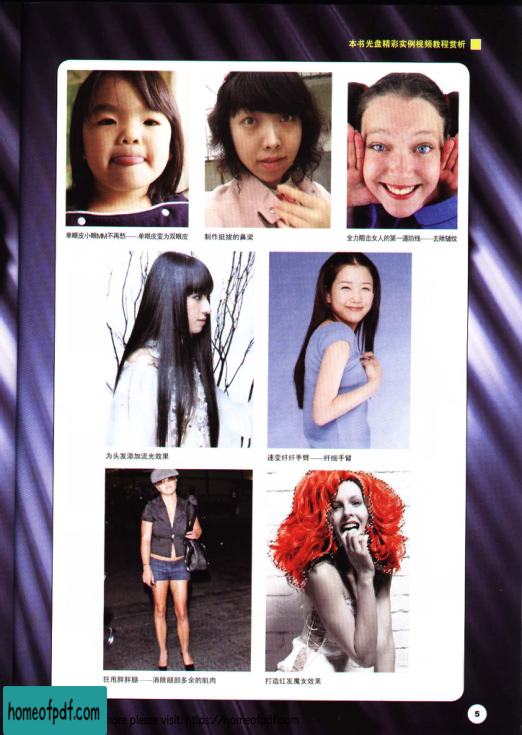 本书光盘精彩实例视频教程赏析
单眼皮小眼MM不再愁——单眼皮变为双眼皮
制作挺拔的鼻梁
全力阻击女人的第一道防线——去除皱纹
为头发添加流光效果
速变纤纤手臂——纤细手臂
狂甩胖胖腿——消除腿部多余的肌肉
打造红发魔女效果
5
homeofpdf.com
more please visit: https://homeofpdf.com